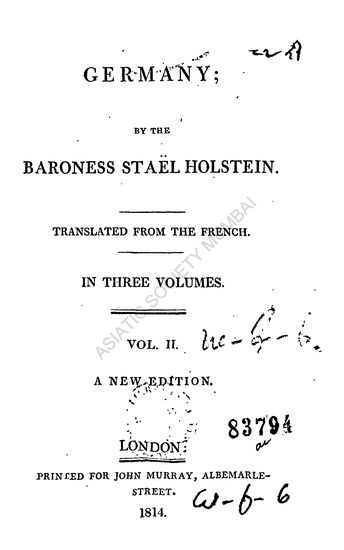 GERMANY;
BY THE
BARONESS STAËL HOLSTEIN.
TRANSLATED FROM THE FRENCH.
IN THREE VOLUMES.
VOL. II.
A NEW EDITION.
83794
LONDON:
PRINTED FOR JOHN MURRAY, ALBEMARLE-
STREET.
1814.
ASIATIC SOCIETY MUMBAI